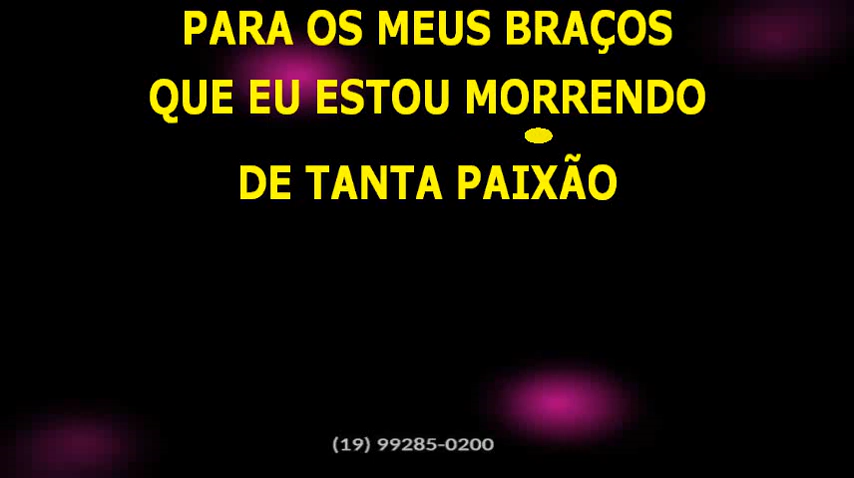 PARA OS MEUS BRAÇOS
QUE EU ESTOU MORRENDO
DE TANTA PAIXÃO
(19) 99285-0200